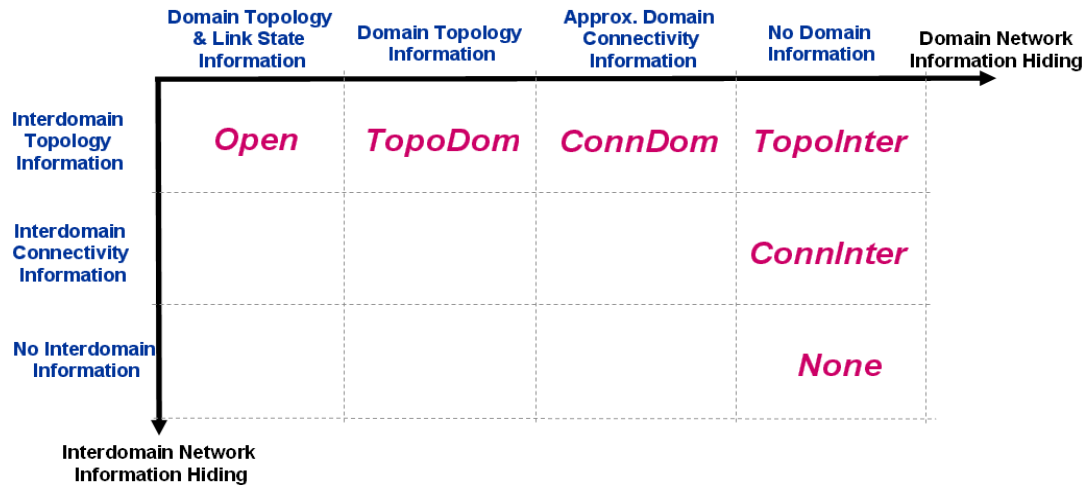 Domain Topology
& Link State
Information
Domain Topology
Information
Approx. Domain
Connectivity
Information
No Domain
Information
Domain Network
Information Hiding
Interdomain
Topology
Information
Open
TopoDom
ConnDom
TopoInter
Interdomain
Connectivity
Information
ConnInter
No Interdomain
Information
None
Interdomain Network
Information Hiding